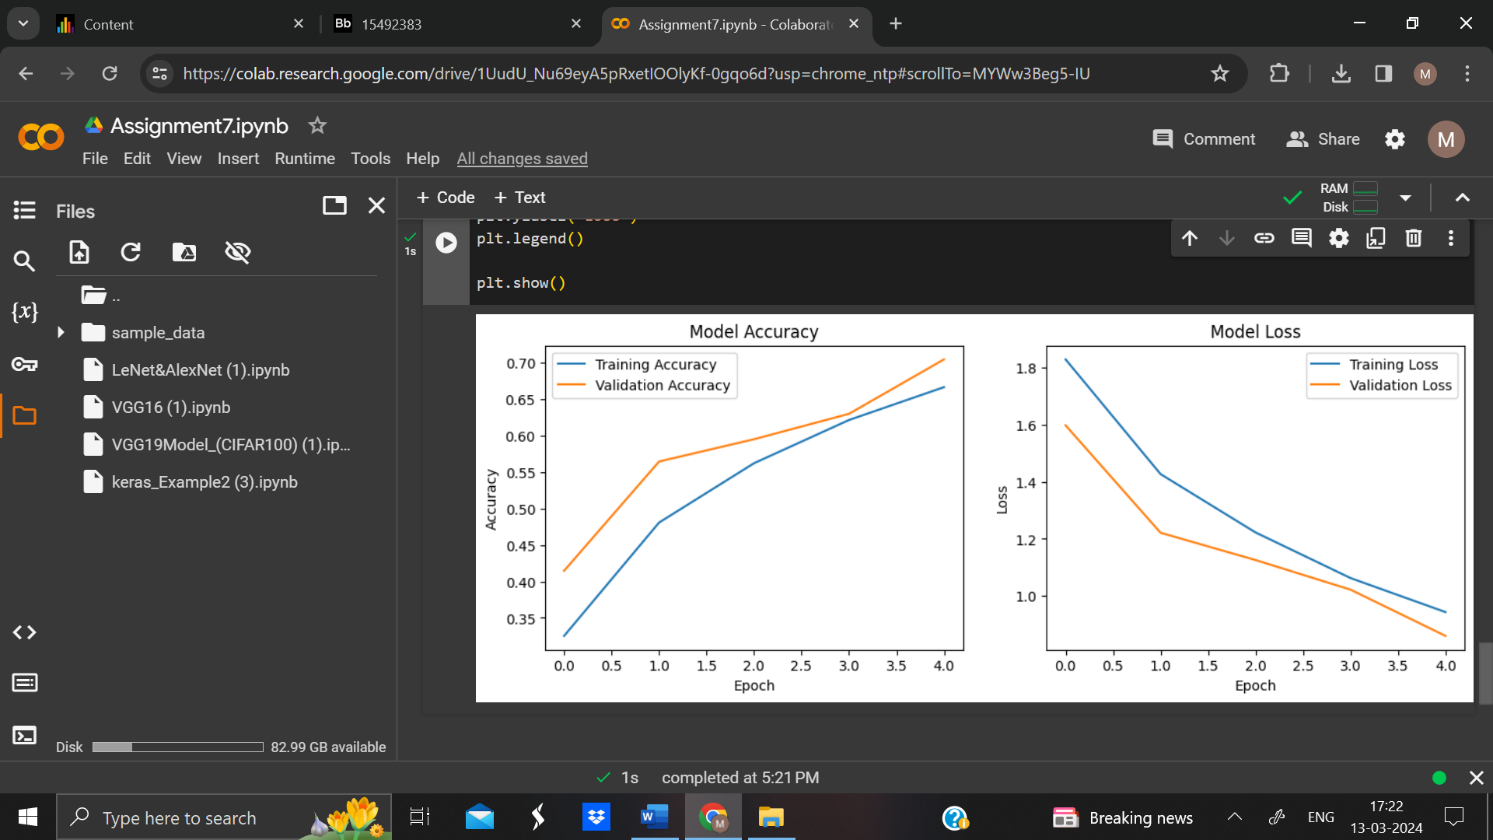 Content
Bb 15492383
Assignment7.ipynb - Colaborat
https://colab.research.google.com/drive/1UudU_Nu69eyA5pRxetIOOlyKf-0gqo6d?usp=chrome_ntp#scrollTo=MYWw3Beg5-IU
M
Assignment7.ipynb
File Edit View Insert Runtime Tools Help All changes saved
Comment Share M
Files
+ Code + Text
RAM
Disk
..
sample_data
LeNet&AlexNet (1).ipynb
VGG16 (1).ipynb
VGG19Model_(CIFAR100) (1).ip...
keras_Example2 (3).ipynb
{x}
Disk 82.99 GB available
1s
plt.legend()
plt.show()
Model Accuracy
Training Accuracy
Validation Accuracy
0.70
0.65
0.60
0.55
0.50
0.45
0.40
0.35
Accuracy
0.0 0.5 1.0 1.5 2.0 2.5 3.0 3.5 4.0
Epoch
Model Loss
Training Loss
Validation Loss
1.8
1.6
1.4
1.2
1.0
Loss
0.0 0.5 1.0 1.5 2.0 2.5 3.0 3.5 4.0
Epoch
1s completed at 5:21 PM
Type here to search
Breaking news
ENG
17:22
13-03-2024